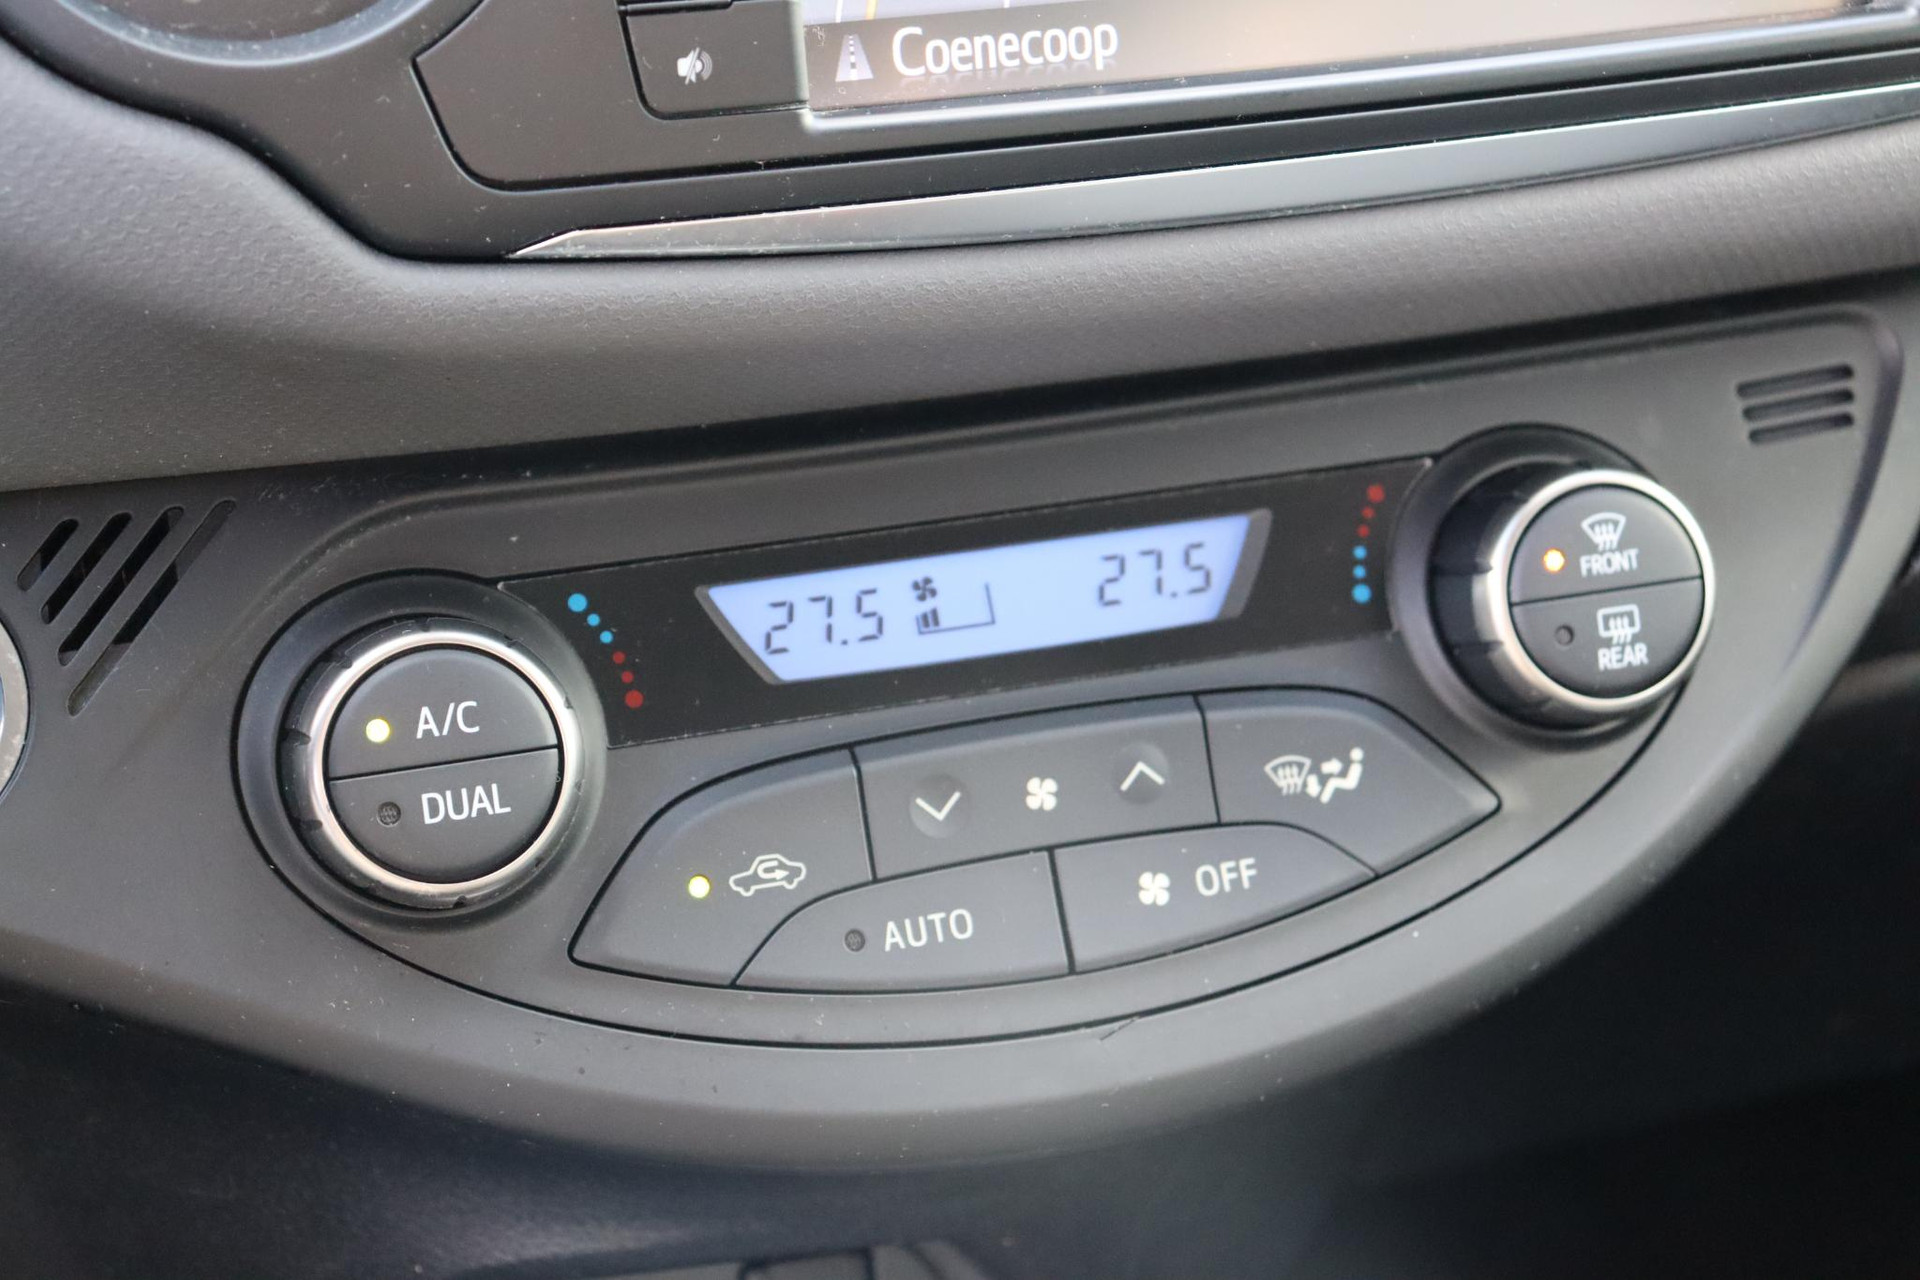 Coenecoop
27.5
27.5
FRONT
REAR
A/C
DUAL
OFF
AUTO